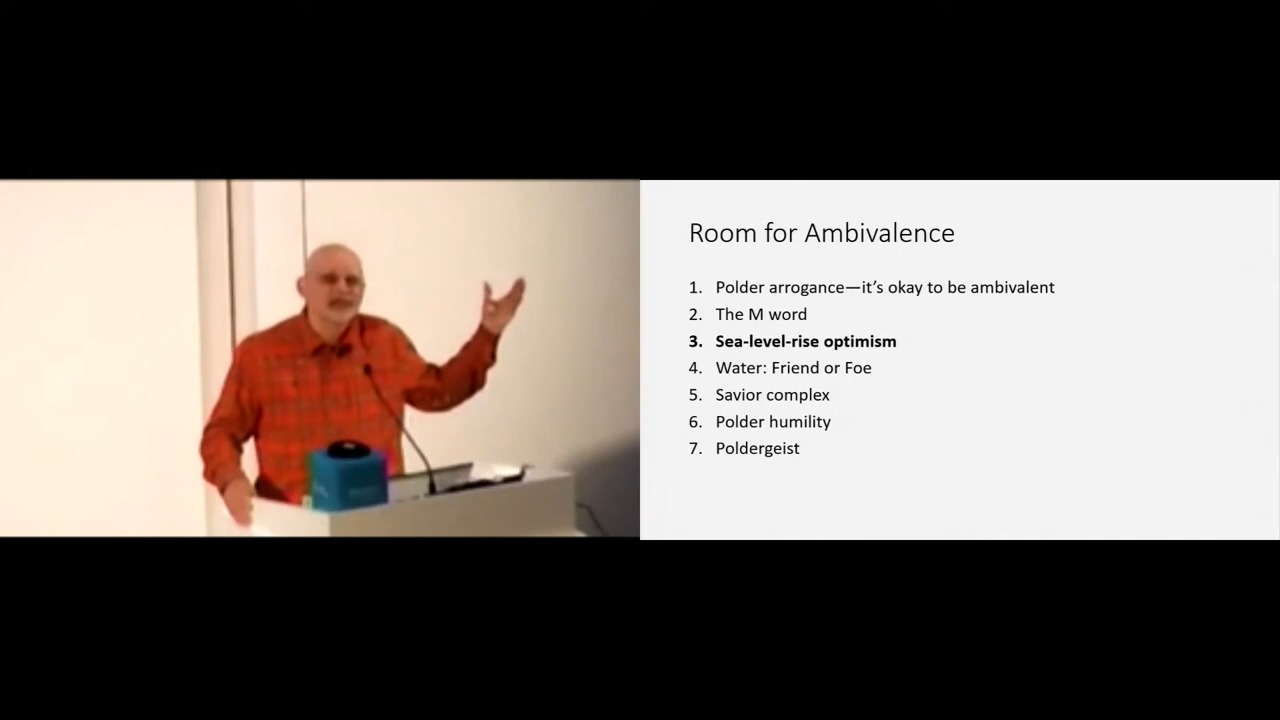 Room for Ambivalence
1. Polder arrogance—it’s okay to be ambivalent
2. The M word
3. Sea-level-rise optimism
4. Water: Friend or Foe
5. Savior complex
6. Polder humility
7. Poldergeist